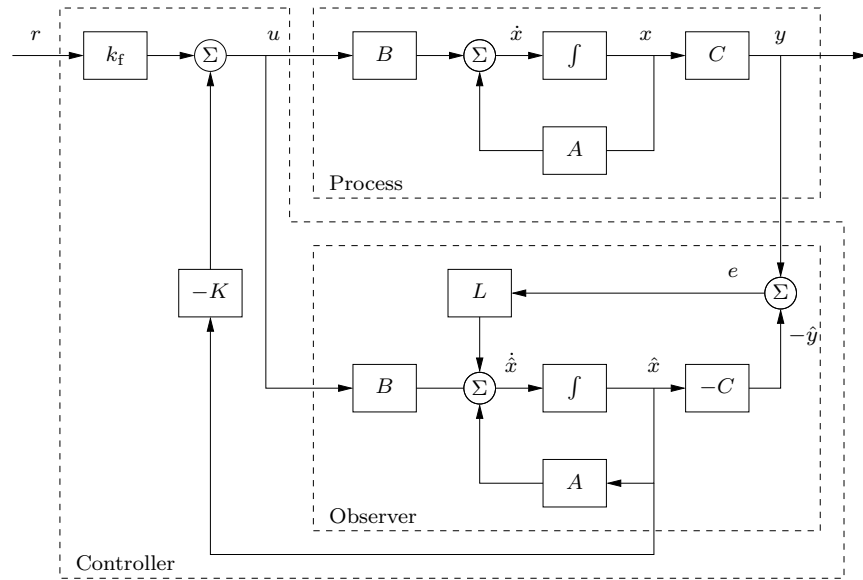 r
k_f
Σ
u
B
Σ
ẋ
∫
x
C
y
A
Process
−K
L
e
Σ
−ŷ
B
Σ
x̂̇
∫
x̂
−C
A
Observer
Controller